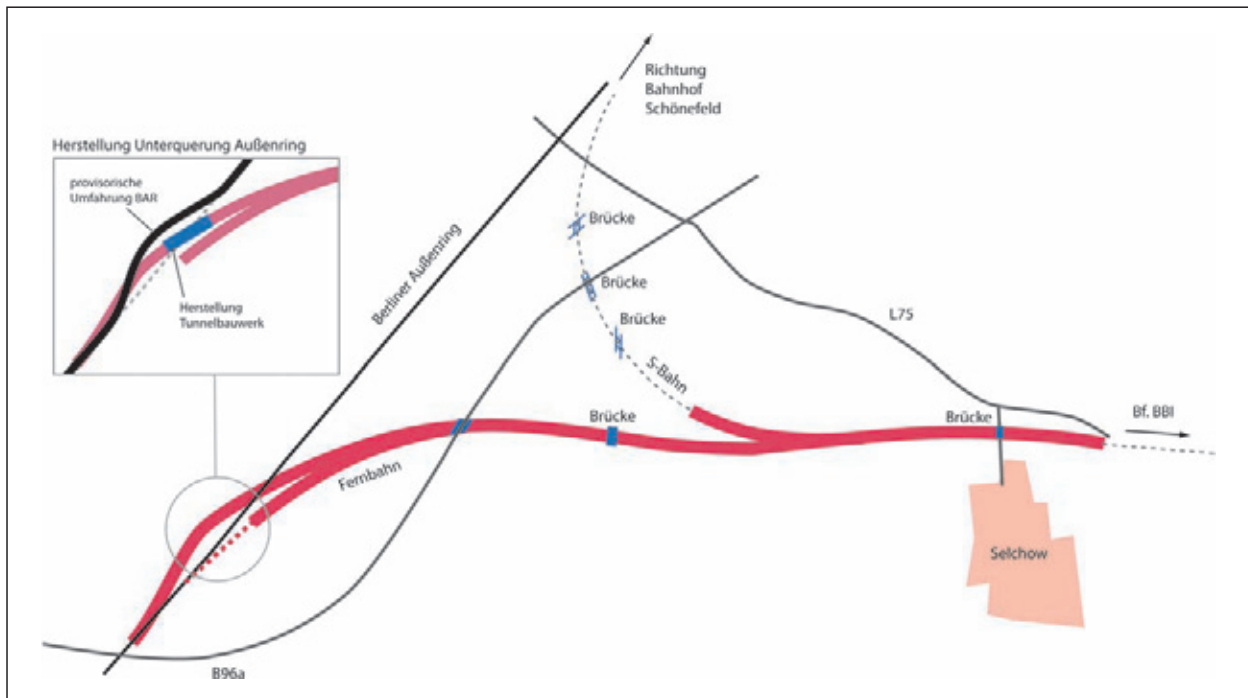 Richtung
Bahnhof
Schönefeld
Herstellung Unterquerung Außenring
provisorische
Umfahrung BAR
Herstellung
Tunnelbauwerk
Berliner Außenring
Brücke
Brücke
Brücke
L75
S-Bahn
Brücke
Brücke
Bf. BBI
Fernbahn
Selchow
B96a